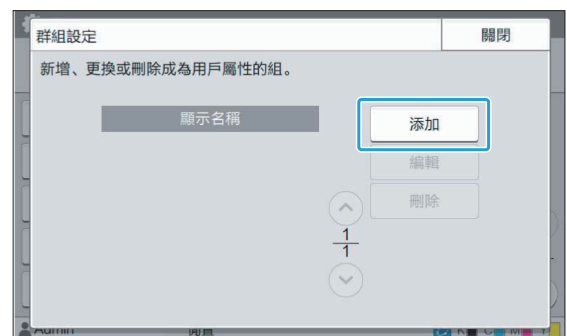 群組設定
關閉
新增、更換或刪除成為用戶屬性的組。
顯示名稱
添加
編輯
刪除
1
1
Admin
K C M Y